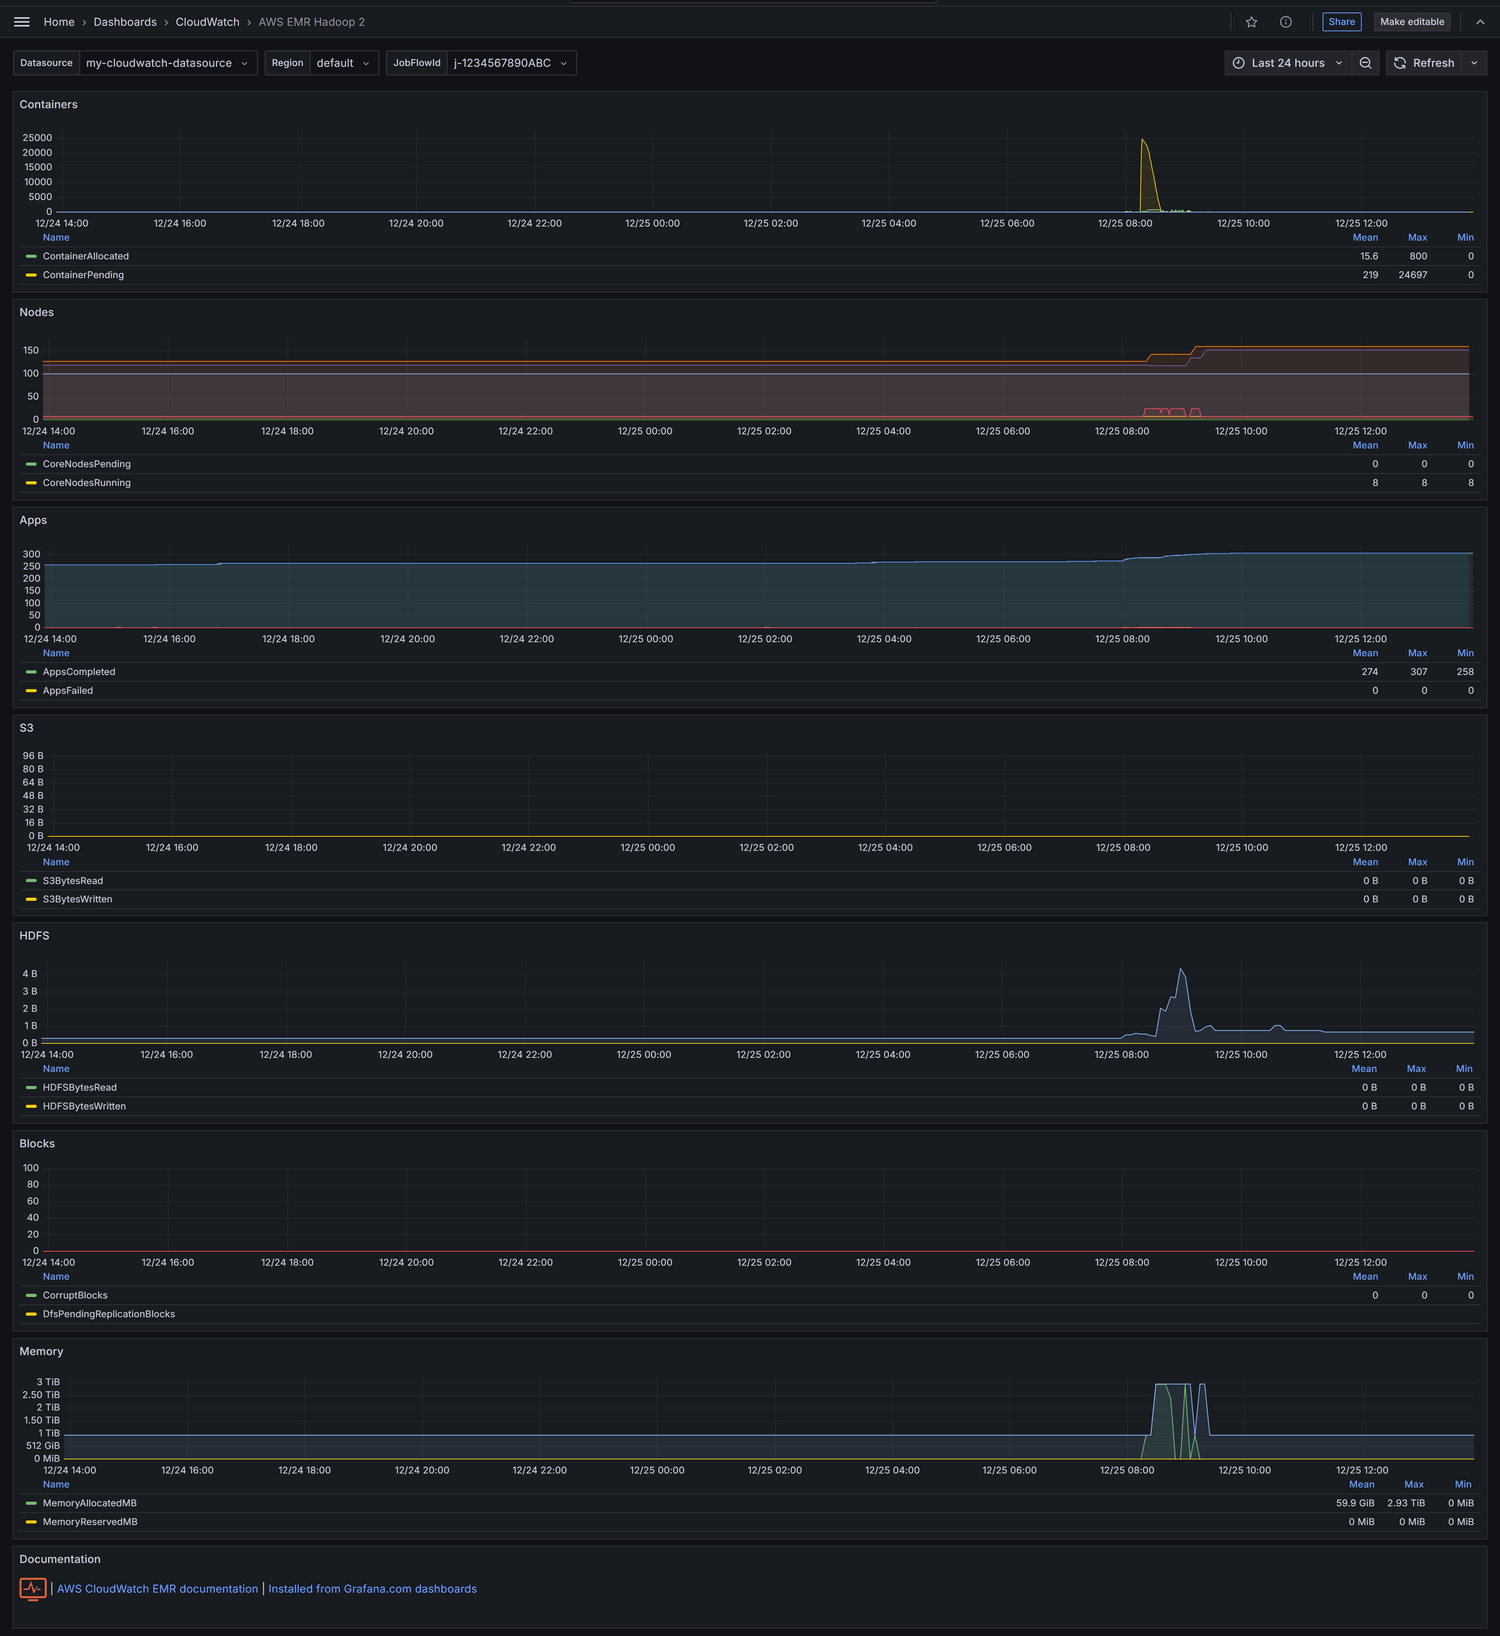 Home › Dashboards › CloudWatch › AWS EMR Hadoop 2 Share Make editable
Datasource my-cloudwatch-datasource Region default JobFlowId j-1234567890ABC Last 24 hours Refresh
Containers
25000
20000
15000
10000
5000
0
12/24 14:00 12/24 16:00 12/24 18:00 12/24 20:00 12/24 22:00 12/25 00:00 12/25 02:00 12/25 04:00 12/25 06:00 12/25 08:00 12/25 10:00 12/25 12:00
Name Mean Max Min
ContainerAllocated 15.6 800 0
ContainerPending 219 24697 0
Nodes
150
100
50
0
12/24 14:00 12/24 16:00 12/24 18:00 12/24 20:00 12/24 22:00 12/25 00:00 12/25 02:00 12/25 04:00 12/25 06:00 12/25 08:00 12/25 10:00 12/25 12:00
Name Mean Max Min
CoreNodesPending 0 0 0
CoreNodesRunning 8 8 8
Apps
300
250
200
150
100
50
0
12/24 14:00 12/24 16:00 12/24 18:00 12/24 20:00 12/24 22:00 12/25 00:00 12/25 02:00 12/25 04:00 12/25 06:00 12/25 08:00 12/25 10:00 12/25 12:00
Name Mean Max Min
AppsCompleted 274 307 258
AppsFailed 0 0 0
S3
96 B
80 B
64 B
48 B
32 B
16 B
0 B
12/24 14:00 12/24 16:00 12/24 18:00 12/24 20:00 12/24 22:00 12/25 00:00 12/25 02:00 12/25 04:00 12/25 06:00 12/25 08:00 12/25 10:00 12/25 12:00
Name Mean Max Min
S3BytesRead 0 B 0 B 0 B
S3BytesWritten 0 B 0 B 0 B
HDFS
4 B
3 B
2 B
1 B
0 B
12/24 14:00 12/24 16:00 12/24 18:00 12/24 20:00 12/24 22:00 12/25 00:00 12/25 02:00 12/25 04:00 12/25 06:00 12/25 08:00 12/25 10:00 12/25 12:00
Name Mean Max Min
HDFSBytesRead 0 B 0 B 0 B
HDFSBytesWritten 0 B 0 B 0 B
Blocks
100
80
60
40
20
0
12/24 14:00 12/24 16:00 12/24 18:00 12/24 20:00 12/24 22:00 12/25 00:00 12/25 02:00 12/25 04:00 12/25 06:00 12/25 08:00 12/25 10:00 12/25 12:00
Name Mean Max Min
CorruptBlocks 0 0 0
DfsPendingReplicationBlocks
Memory
3 TiB
2.50 TiB
2 TiB
1.50 TiB
1 TiB
512 GiB
0 MiB
12/24 14:00 12/24 16:00 12/24 18:00 12/24 20:00 12/24 22:00 12/25 00:00 12/25 02:00 12/25 04:00 12/25 06:00 12/25 08:00 12/25 10:00 12/25 12:00
Name Mean Max Min
MemoryAllocatedMB 59.9 GiB 2.93 TiB 0 MiB
MemoryReservedMB 0 MiB 0 MiB 0 MiB
Documentation
| AWS CloudWatch EMR documentation | Installed from Grafana.com dashboards